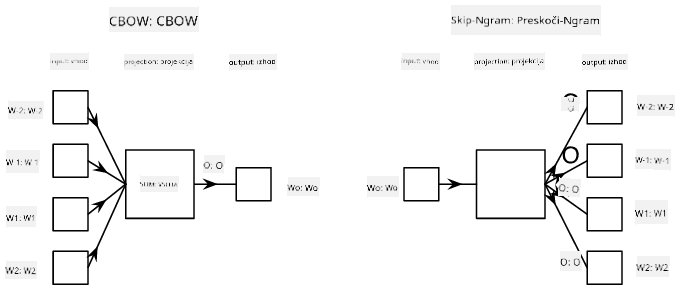 CBOW: CBOW
Skip-Ngram: Preskoči-Ngram
input: vhod
projection: projekcija
output: izhod
input: vhod
projection: projekcija
output: izhod
W-2: W-2
W-1: W-1
W1: W1
W2: W2
O: O
Wo: Wo
Wo: Wo
O
O: O
O: O
W-2: W-2
W-1: W-1
W1: W1
W2: W2